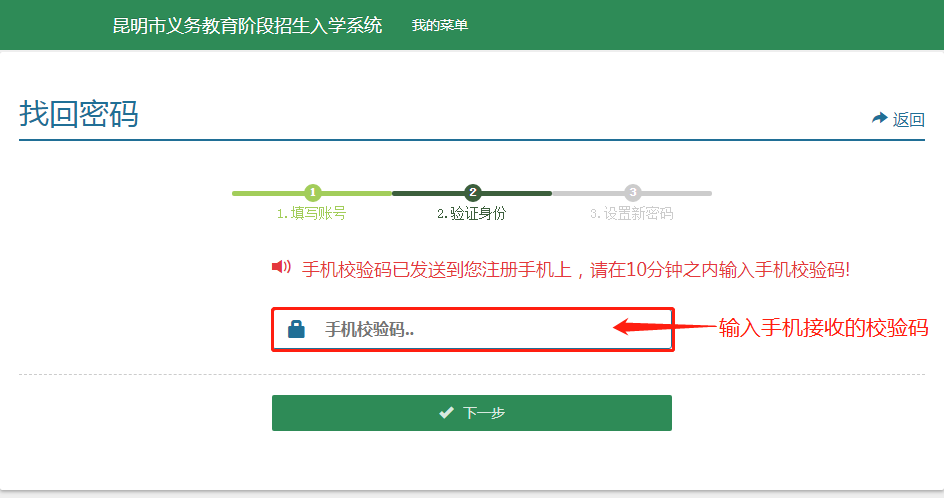 昆明市义务教育阶段招生入学系统 我的菜单
找回密码
返回
1 2 3
1.填写账号 2.验证身份 3.设置新密码
手机校验码已发送到您注册手机上，请在10分钟之内输入手机校验码!
手机校验码..
输入手机接收的校验码
下一步